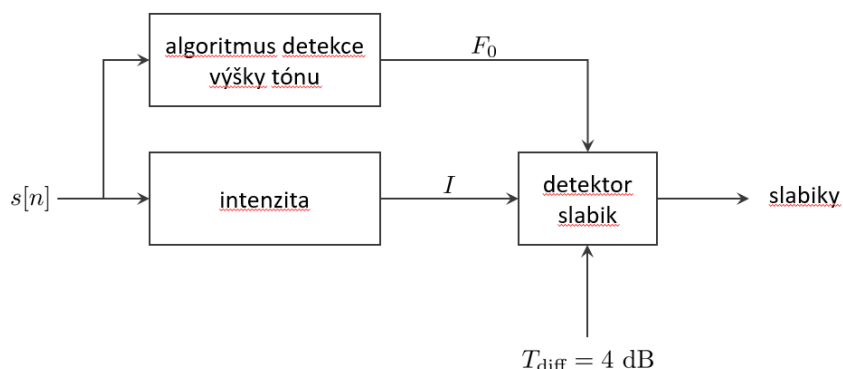 algoritmus detekce
výšky tónu
F₀
s[n]
intenzita
I
detektor
slabik
slabiky
T_diff = 4 dB